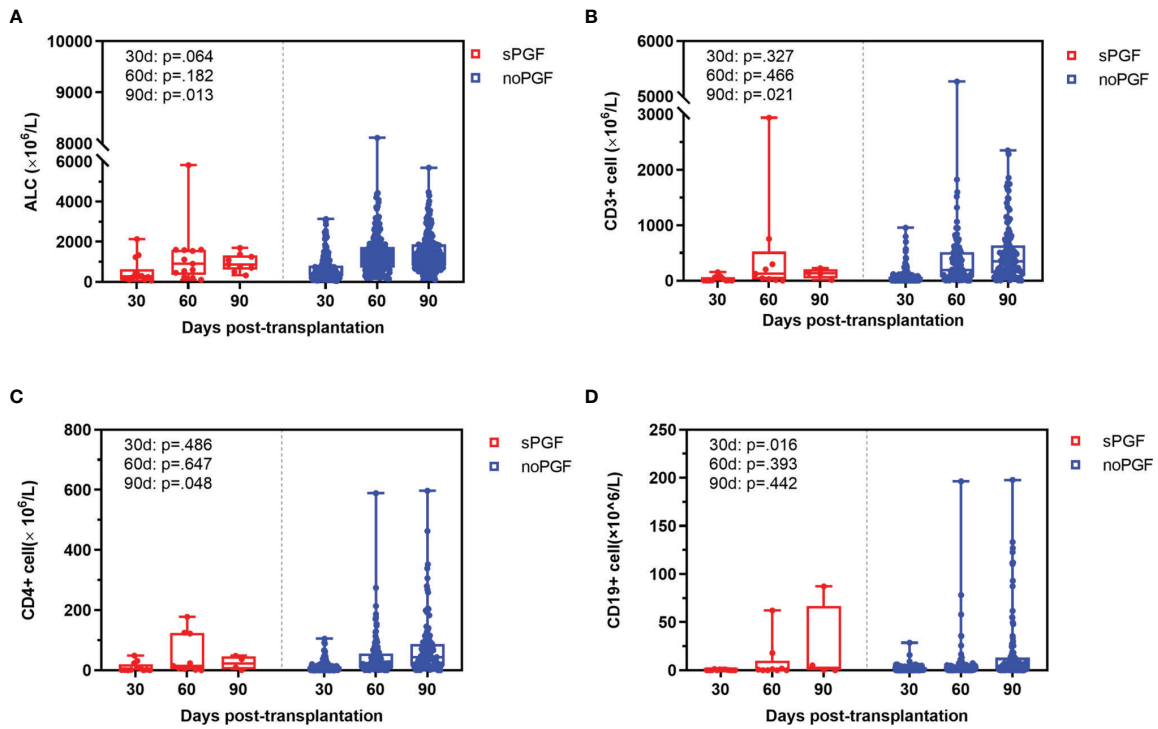 A
10000
9000
8000
6000
4000
2000
0
ALC (×10⁶/L)
30d: p=.064
60d: p=.182
90d: p=.013
sPGF
noPGF
30 60 90 30 60 90
Days post-transplantation
B
6000
5000
3000
2000
1000
0
CD3+ cell (×10⁶/L)
30d: p=.327
60d: p=.466
90d: p=.021
sPGF
noPGF
30 60 90 30 60 90
Days post-transplantation
C
800
600
400
200
0
CD4+ cell(× 10⁶/L)
30d: p=.486
60d: p=.647
90d: p=.048
sPGF
noPGF
30 60 90 30 60 90
Days post-transplantation
D
250
200
150
100
50
0
CD19+ cell(×10^6/L)
30d: p=.016
60d: p=.393
90d: p=.442
sPGF
noPGF
30 60 90 30 60 90
Days post-transplantation